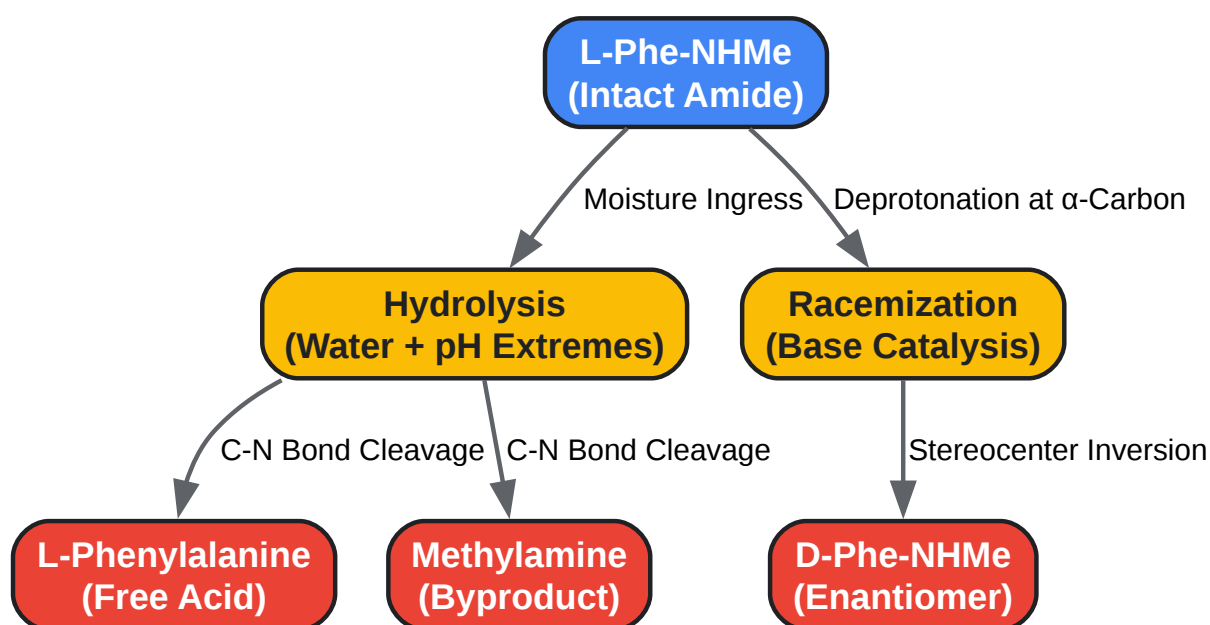 L-Phe-NHMe
(Intact Amide)
Moisture Ingress
Deprotonation at α-Carbon
Hydrolysis
(Water + pH Extremes)
Racemization
(Base Catalysis)
C-N Bond Cleavage
C-N Bond Cleavage
Stereocenter Inversion
L-Phenylalanine
(Free Acid)
Methylamine
(Byproduct)
D-Phe-NHMe
(Enantiomer)